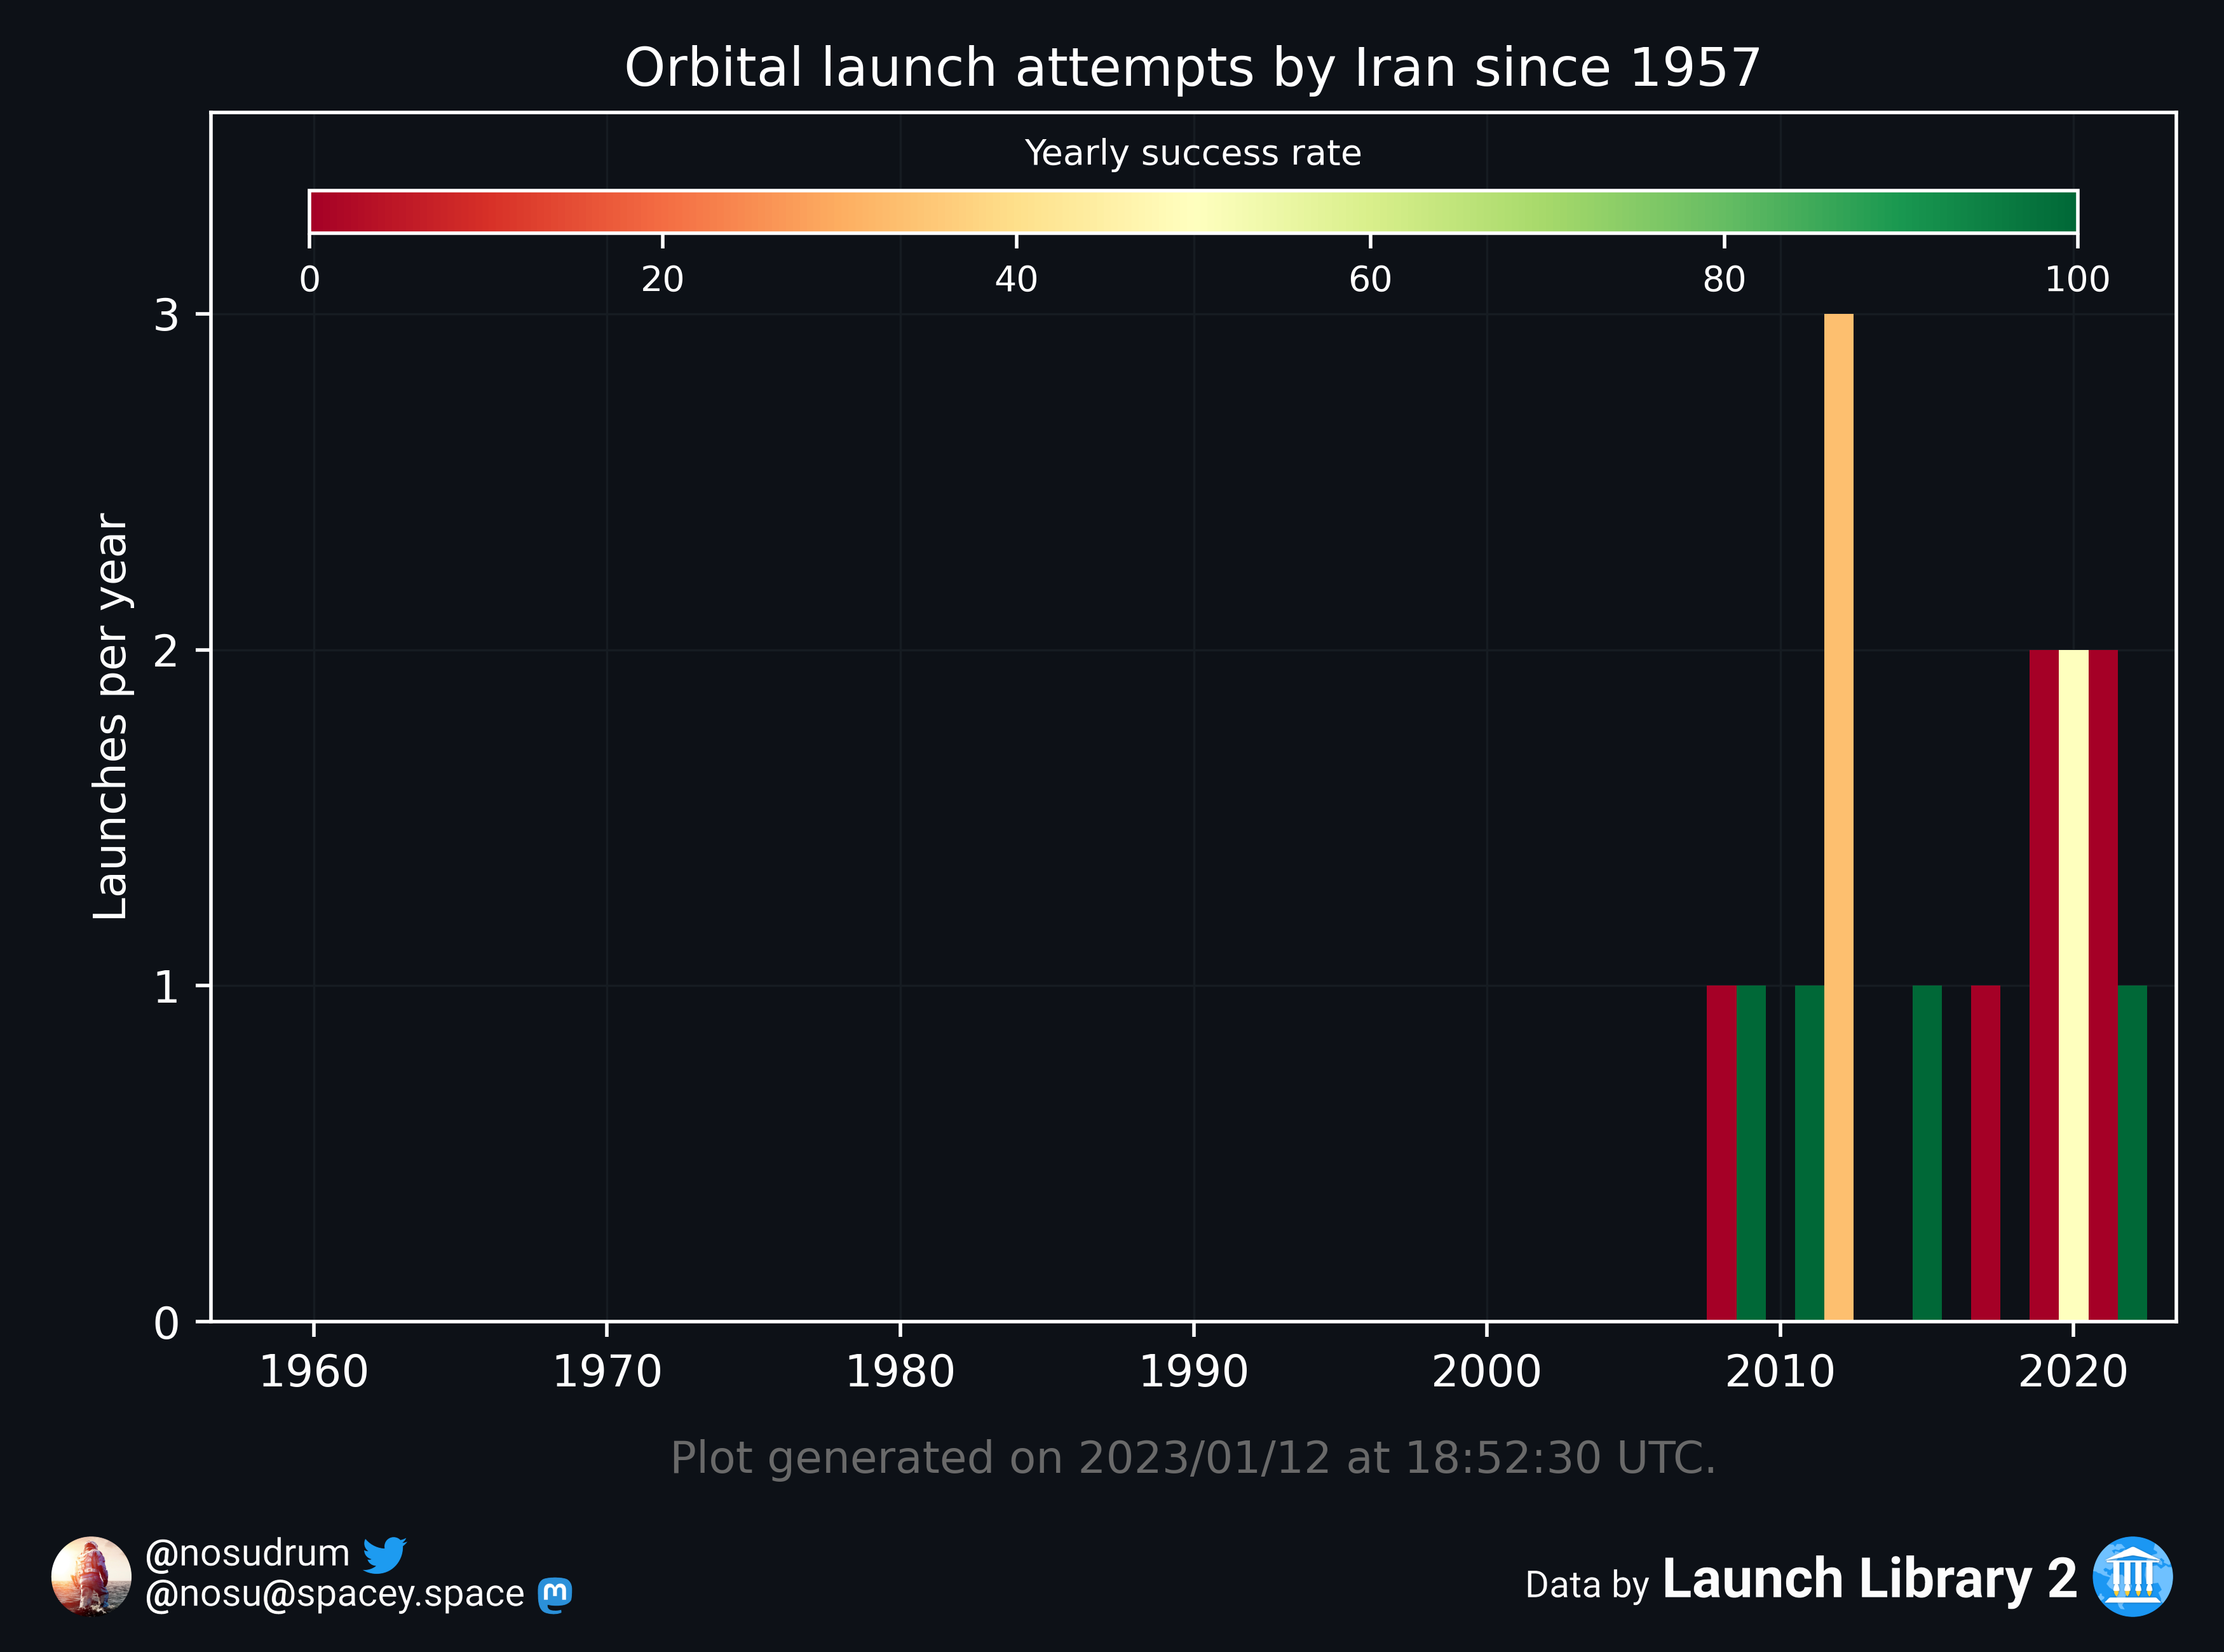 Orbital launch attempts by Iran since 1957
Yearly success rate
0 20 40 60 80 100
Launches per year
3
2
1
0
1960 1970 1980 1990 2000 2010 2020
Plot generated on 2023/01/12 at 18:52:30 UTC.
@nosudrum
@nosu@spacey.space
Data by Launch Library 2